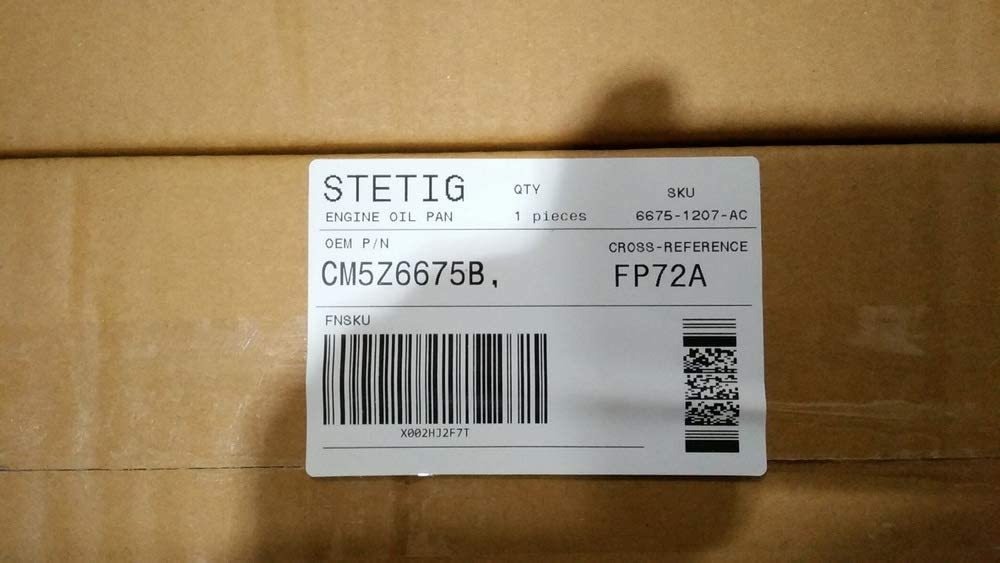 STETIG
ENGINE OIL PAN
QTY
1 pieces
SKU
6675-1207-AC
OEM P/N
CM5Z6675B,
CROSS-REFERENCE
FP72A
FNSKU
X002HJ2F7T